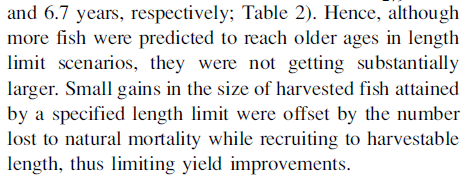 and 6.7 years, respectively; Table 2). Hence, although
more fish were predicted to reach older ages in length
limit scenarios, they were not getting substantially
larger. Small gains in the size of harvested fish attained
by a specified length limit were offset by the number
lost to natural mortality while recruiting to harvestable
length, thus limiting yield improvements.